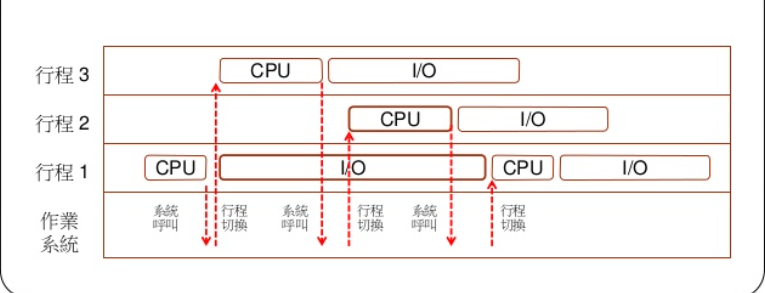 行程 3 CPU I/O
行程 2 CPU I/O
行程 1 CPU I/O CPU I/O
作業
系統
系統
呼叫
行程
切換
系統
呼叫
行程
切換
系統
呼叫
行程
切換